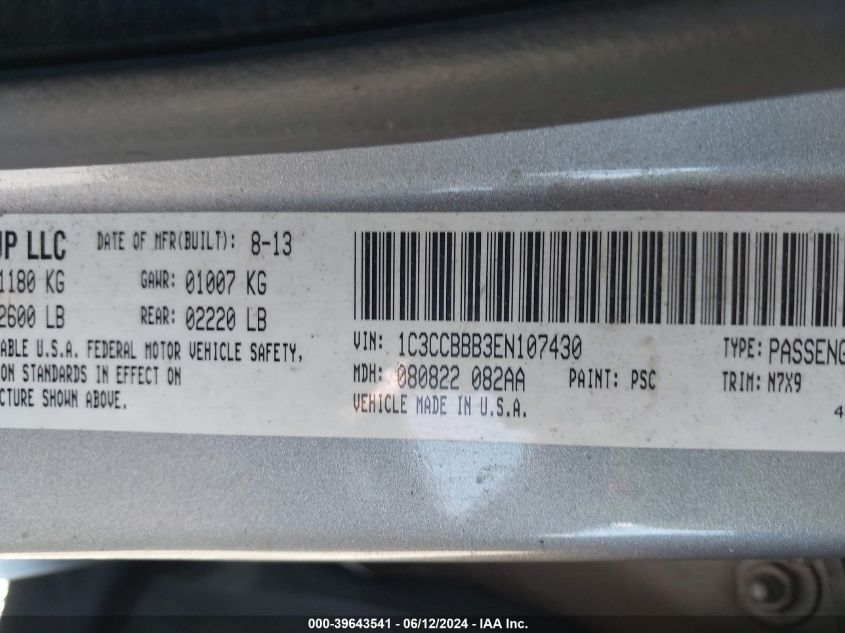 UP LLC DATE OF MFR(BUILT): 8-13
1180 KG GAWR: 01007 KG
2600 LB REAR: 02220 LB
ABLE U.S.A. FEDERAL MOTOR VEHICLE SAFETY,
ON STANDARDS IN EFFECT ON
CTURE SHOWN ABOVE.
VIN: 1C3CCBBB3EN107430 TYPE: PASSENG
MDH: 080822 082AA PAINT: PSC TRIM: N7X9
VEHICLE MADE IN U.S.A.
4
000-39643541 - 06/12/2024 - IAA Inc.